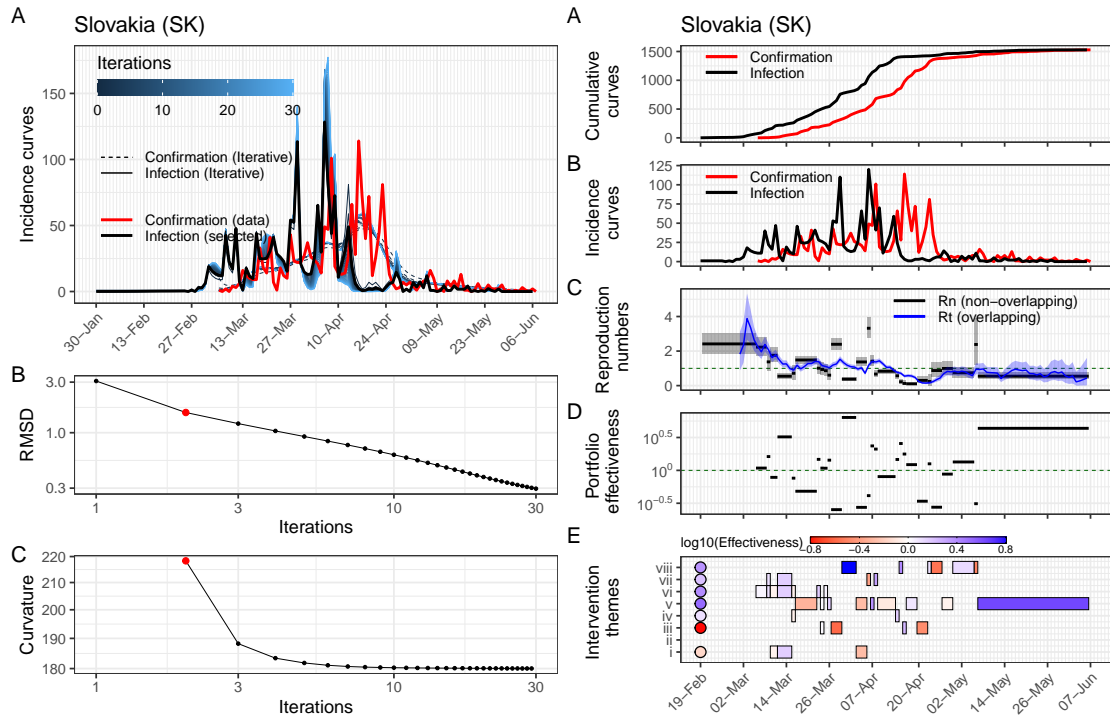 A
Slovakia (SK)
Iterations
0
10
20
30
Confirmation (Iterative)
Infection (Iterative)
Confirmation (data)
Infection (selected)
Incidence curves
150
100
50
0
30−Jan
13−Feb
27−Feb
13−Mar
27−Mar
10−Apr
24−Apr
09−May
23−May
06−Jun
B
RMSD
3.0
1.0
0.3
1
3
10
30
Iterations
C
Curvature
220
210
200
190
180
1
3
10
30
Iterations
A
Slovakia (SK)
Cumulative
curves
1500
1000
500
0
Confirmation
Infection
B
Incidence
curves
125
100
75
50
25
0
Confirmation
Infection
C
Reproduction
numbers
4
2
0
Rn (non−overlapping)
Rt (overlapping)
D
Portfolio
effectiveness
10^0.5
10^0
10^−0.5
E
log10(Effectiveness)
−0.8
−0.4
0.0
0.4
0.8
Intervention
themes
viii
vii
vi
v
iv
iii
ii
i
19−Feb
02−Mar
14−Mar
26−Mar
07−Apr
20−Apr
02−May
14−May
26−May
07−Jun